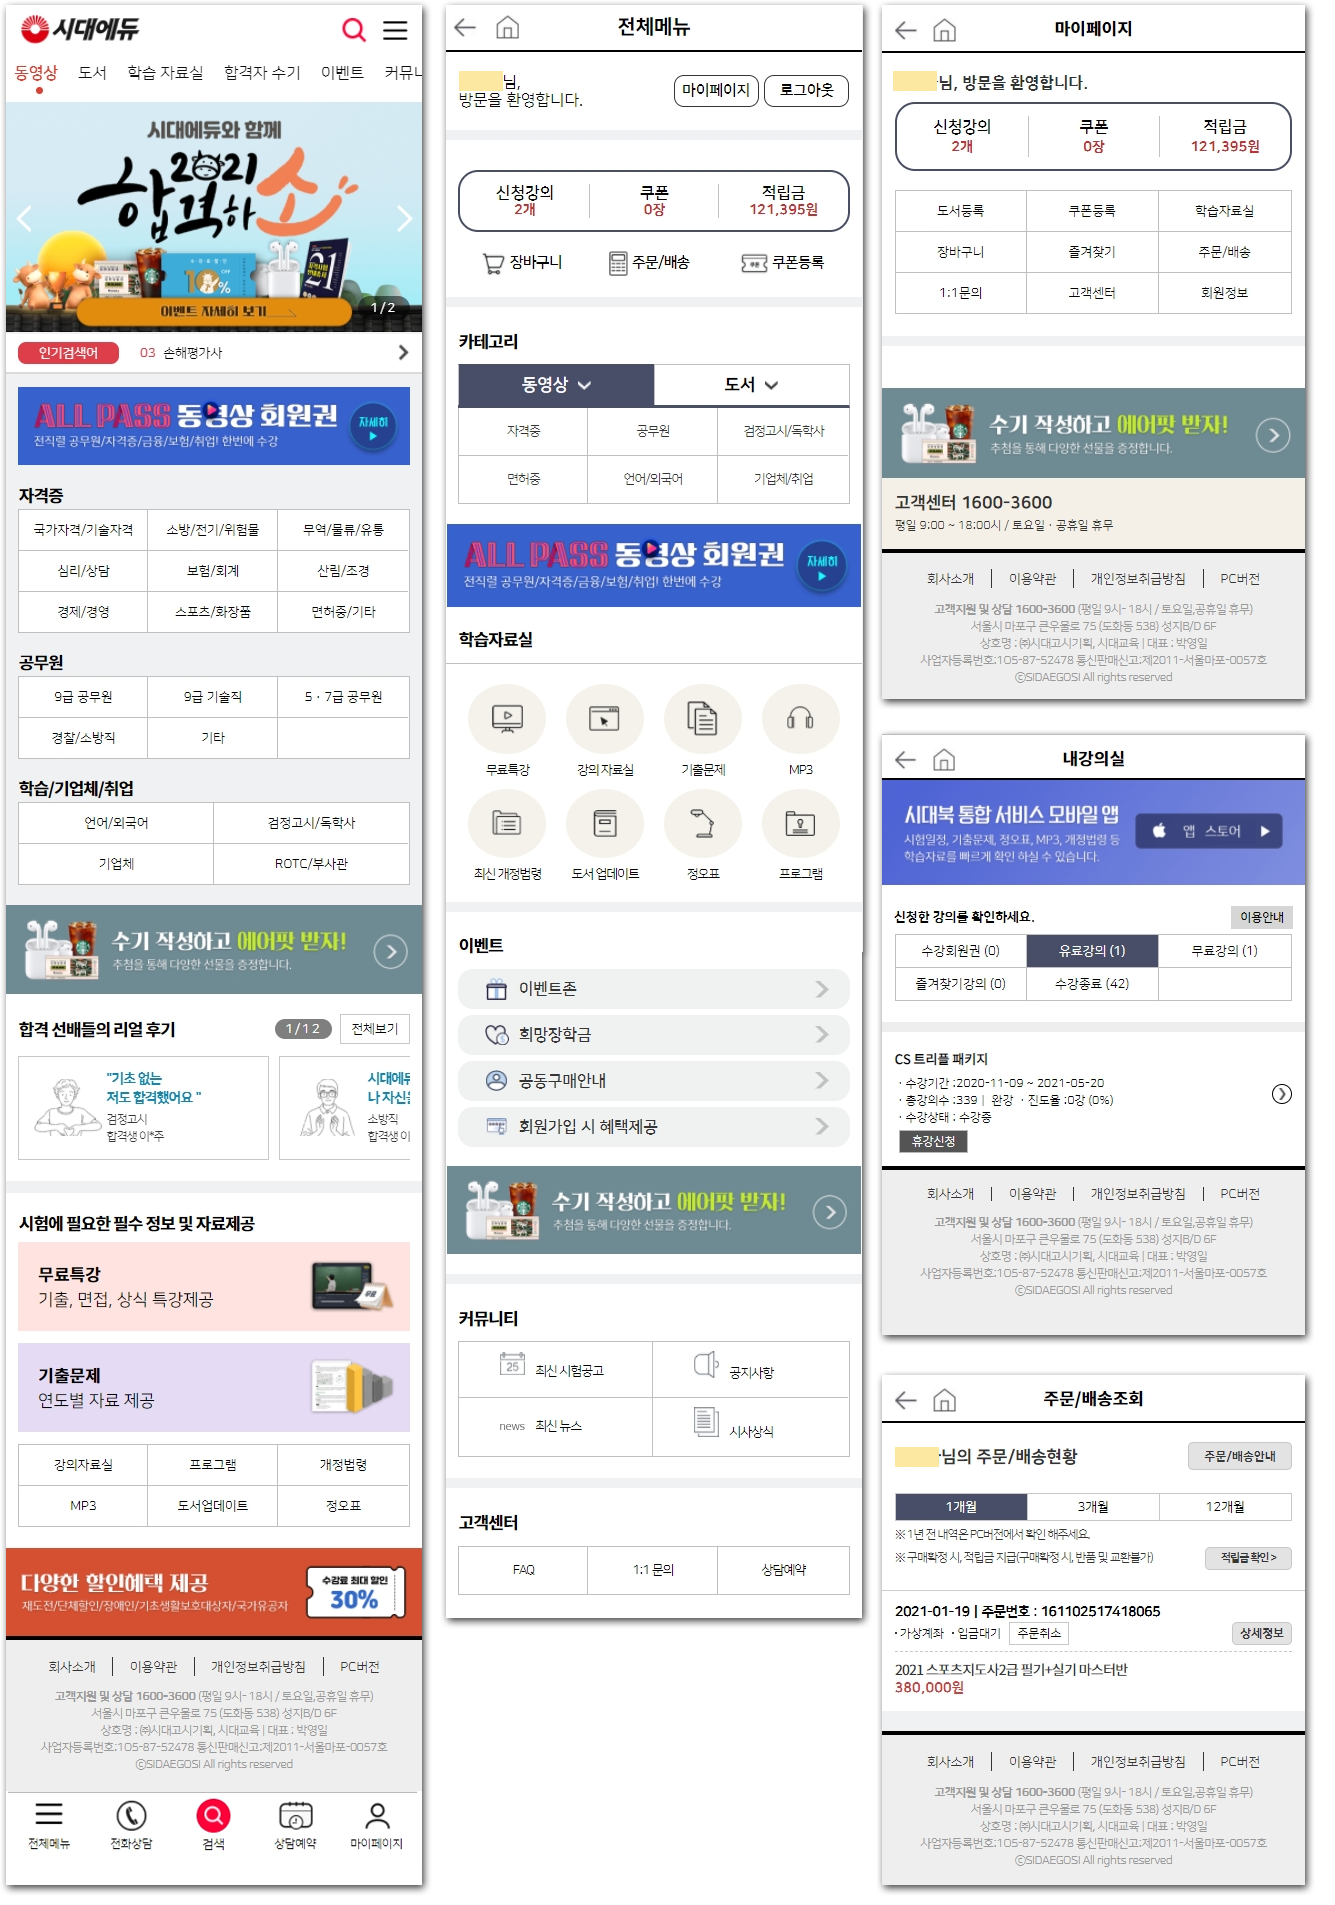 시대에듀
동영상 도서 학습 자료실 합격자 수기 이벤트 커뮤니
시대에듀와 함께
2021
합격하소
수강료할인
10%
OFF
21
이벤트 자세히 보기
1/2
인기검색어 03 손해평가사
ALL PASS 동영상 회원권 자세히
전직렬 공무원/자격증/금융/보험/취업! 한번에 수강
자격증
국가자격/기술자격 소방/전기/위험물 무역/물류/유통
심리/상담 보험/회계 산림/조경
경제/경영 스포츠/화장품 면허증/기타
공무원
9급 공무원 9급 기술직 5 · 7급 공무원
경찰/소방직 기타
학습/기업체/취업
언어/외국어 검정고시/독학사
기업체 ROTC/부사관
수기 작성하고 에어팟 받자!
추첨을 통해 다양한 선물을 증정합니다.
합격 선배들의 리얼 후기 1/12 전체보기
"기초 없는
저도 합격했어요 "
검정고시
합격생 이*주
시대에듀
나 자신을
소방직
합격생 이
시험에 필요한 필수 정보 및 자료제공
무료특강
기출, 면접, 상식 특강제공
무료
기출문제
연도별 자료 제공
강의자료실 프로그램 개정법령
MP3 도서업데이트 정오표
다양한 할인혜택 제공
재도전/단체할인/장애인/기초생활보호대상자/국가유공자
수강료 최대 할인
30%
회사소개 이용약관 개인정보취급방침 PC버전
고객지원 및 상담 1600-3600 (평일 9시- 18시 / 토요일,공휴일 휴무)
서울시 마포구 큰우물로 75 (도화동 538) 성지B/D 6F
상호명 : ㈜시대고시기획, 시대교육 | 대표 : 박영일
사업자등록번호:105-87-52478 통신판매신고:제2011-서울마포-0057호
ⓒSIDAEGOSI All rights reserved
전체메뉴 전화상담 검색 상담예약 마이페이지
전체메뉴
님,
방문을 환영합니다.
마이페이지 로그아웃
신청강의 쿠폰 적립금
2개 0장 121,395원
장바구니 주문/배송 쿠폰등록
카테고리
동영상 도서
자격증 공무원 검정고시/독학사
면허증 언어/외국어 기업체/취업
ALL PASS 동영상 회원권 자세히
전직렬 공무원/자격증/금융/보험/취업! 한번에 수강
학습자료실
무료특강 강의 자료실 기출문제 MP3
최신 개정법령 도서 업데이트 정오표 프로그램
이벤트
이벤트존
희망장학금
공동구매안내
회원가입 시 혜택제공
수기 작성하고 에어팟 받자!
추첨을 통해 다양한 선물을 증정합니다.
커뮤니티
25 최신 시험공고 공지사항
news 최신 뉴스 시사상식
고객센터
FAQ 1:1 문의 상담예약
마이페이지
님, 방문을 환영합니다.
신청강의 쿠폰 적립금
2개 0장 121,395원
도서등록 쿠폰등록 학습자료실
장바구니 즐겨찾기 주문/배송
1:1문의 고객센터 회원정보
수기 작성하고 에어팟 받자!
추첨을 통해 다양한 선물을 증정합니다.
고객센터 1600-3600
평일 9:00 ~ 18:00시 / 토요일 · 공휴일 휴무
회사소개 이용약관 개인정보취급방침 PC버전
고객지원 및 상담 1600-3600 (평일 9시- 18시 / 토요일,공휴일 휴무)
서울시 마포구 큰우물로 75 (도화동 538) 성지B/D 6F
상호명 : ㈜시대고시기획, 시대교육 | 대표 : 박영일
사업자등록번호:105-87-52478 통신판매신고:제2011-서울마포-0057호
ⓒSIDAEGOSI All rights reserved
내강의실
시대북 통합 서비스 모바일 앱
시험일정, 기출문제, 정오표, MP3, 개정법령 등
학습자료를 빠르게 확인 하실 수 있습니다.
앱 스토어
신청한 강의를 확인하세요. 이용안내
수강회원권 (0) 유료강의 (1) 무료강의 (1)
즐겨찾기강의 (0) 수강종료 (42)
CS 트리플 패키지
· 수강기간 :2020-11-09 ~ 2021-05-20
· 총강의수 :339 | 완강 · 진도율 :0강 (0%)
· 수강상태 : 수강중
휴강신청
회사소개 이용약관 개인정보취급방침 PC버전
고객지원 및 상담 1600-3600 (평일 9시- 18시 / 토요일,공휴일 휴무)
서울시 마포구 큰우물로 75 (도화동 538) 성지B/D 6F
상호명 : ㈜시대고시기획, 시대교육 | 대표 : 박영일
사업자등록번호:105-87-52478 통신판매신고:제2011-서울마포-0057호
ⓒSIDAEGOSI All rights reserved
주문/배송조회
님의 주문/배송현황 주문/배송안내
1개월 3개월 12개월
※ 1년 전 내역은 PC버전에서 확인 해주세요.
※ 구매확정 시, 적립금 지급(구매확정 시, 반품 및 교환불가) 적립금 확인 >
2021-01-19 | 주문번호 : 161102517418065
· 가상계좌 · 입금대기 주문취소 상세정보
2021 스포츠지도사2급 필기+실기 마스터반
380,000원
회사소개 이용약관 개인정보취급방침 PC버전
고객지원 및 상담 1600-3600 (평일 9시- 18시 / 토요일,공휴일 휴무)
서울시 마포구 큰우물로 75 (도화동 538) 성지B/D 6F
상호명 : ㈜시대고시기획, 시대교육 | 대표 : 박영일
사업자등록번호:105-87-52478 통신판매신고:제2011-서울마포-0057호
ⓒSIDAEGOSI All rights reserved